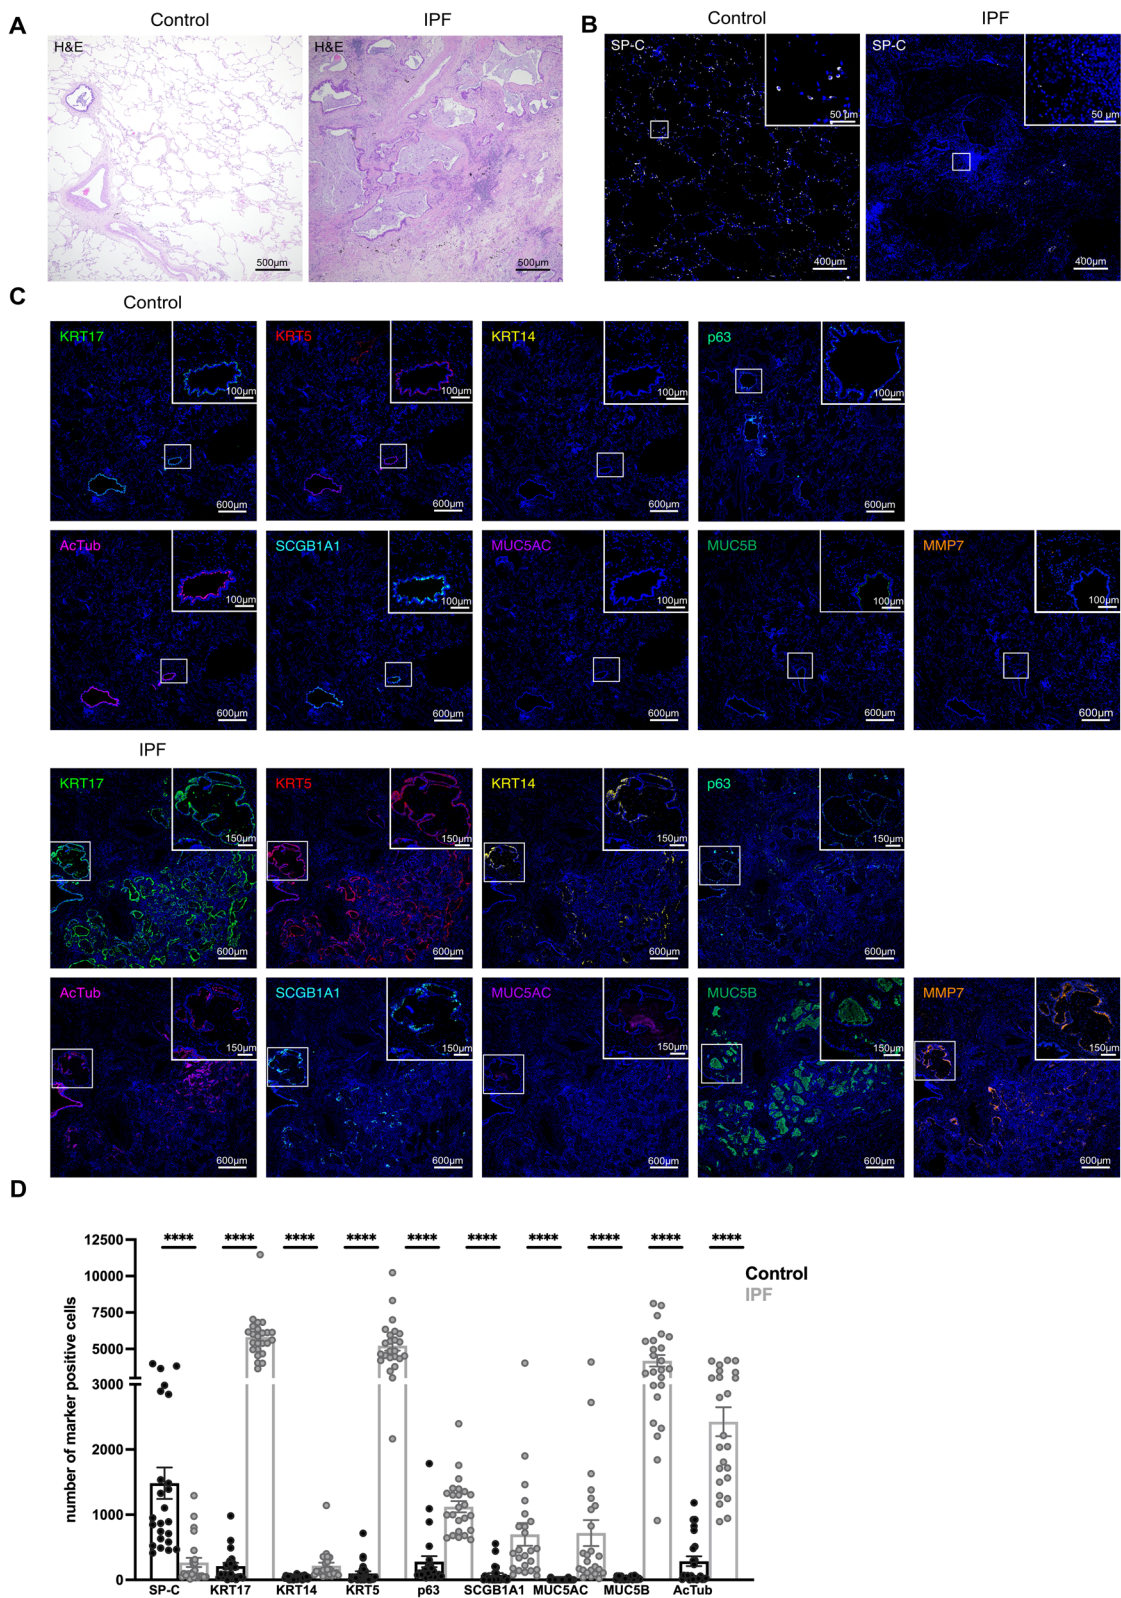 A
Control
IPF
H&E
500µm
H&E
500µm
B
Control
IPF
SP-C
50 µm
400µm
SP-C
50 µm
400µm
C
Control
KRT17
100µm
600µm
KRT5
100µm
600µm
KRT14
100µm
600µm
p63
100µm
600µm
AcTub
100µm
600µm
SCGB1A1
100µm
600µm
MUC5AC
100µm
600µm
MUC5B
100µm
600µm
MMP7
100µm
600µm
IPF
KRT17
150µm
600µm
KRT5
150µm
600µm
KRT14
150µm
600µm
p63
150µm
600µm
AcTub
150µm
600µm
SCGB1A1
150µm
600µm
MUC5AC
150µm
600µm
MUC5B
150µm
600µm
MMP7
150µm
600µm
D
number of marker positive cells
12500
10000
7500
5000
3000
2000
1000
0
**** **** **** **** **** **** **** **** **** ****
Control
IPF
SP-C KRT17 KRT14 KRT5 p63 SCGB1A1 MUC5AC MUC5B AcTub